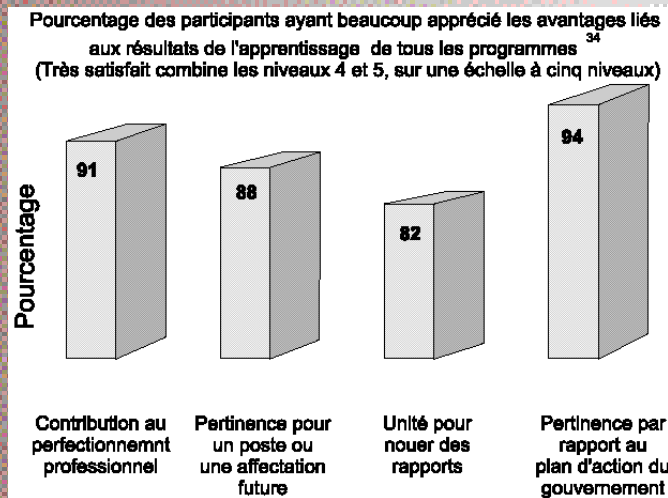 Pourcentage des participants ayant beaucoup apprécié les avantages liés
aux résultats de l'apprentissage de tous les programmes 34
(Très satisfait combine les niveaux 4 et 5, sur une échelle à cinq niveaux)
Pourcentage
91
88
82
94
Contribution au
perfectionnemnt
professionnel
Pertinence pour
un poste ou
une affectation
future
Unité pour
nouer des
rapports
Pertinence par
rapport au
plan d'action du
gouvernement